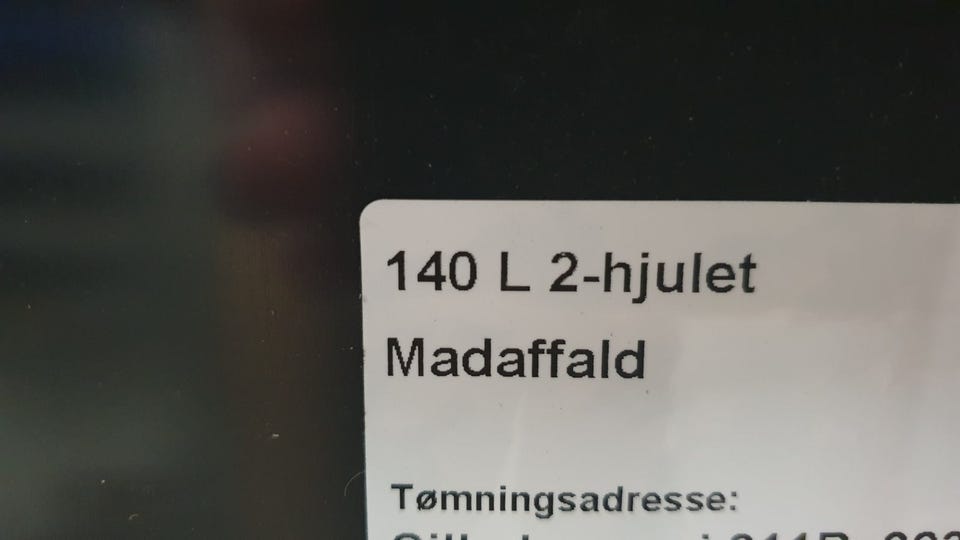 140 L 2-hjulet
Madaffald
Tømningsadresse: